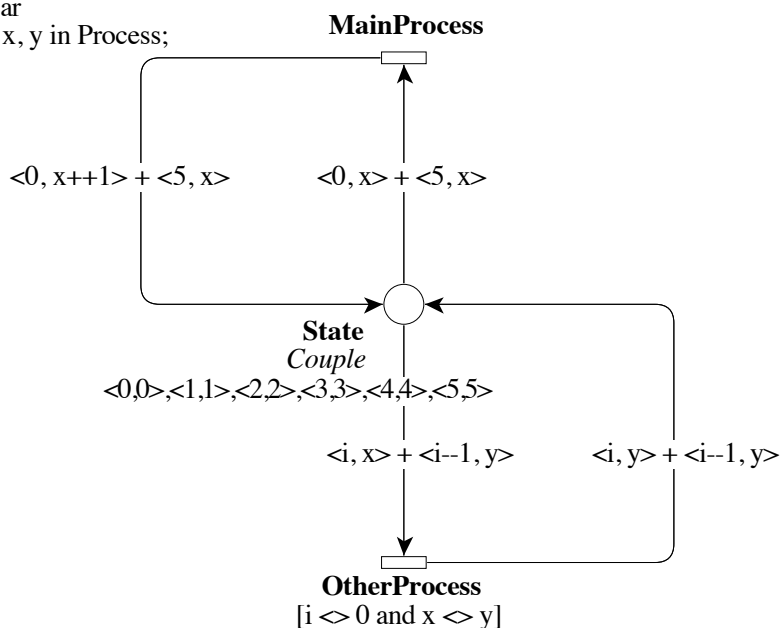 ar
x, y in Process;
MainProcess
<0, x++1> + <5, x>
<0, x> + <5, x>
State
Couple
<0,0>,<1,1>,<2,2>,<3,3>,<4,4>,<5,5>
<i, x> + <i--1, y>
<i, y> + <i--1, y>
OtherProcess
[i <> 0 and x <> y]